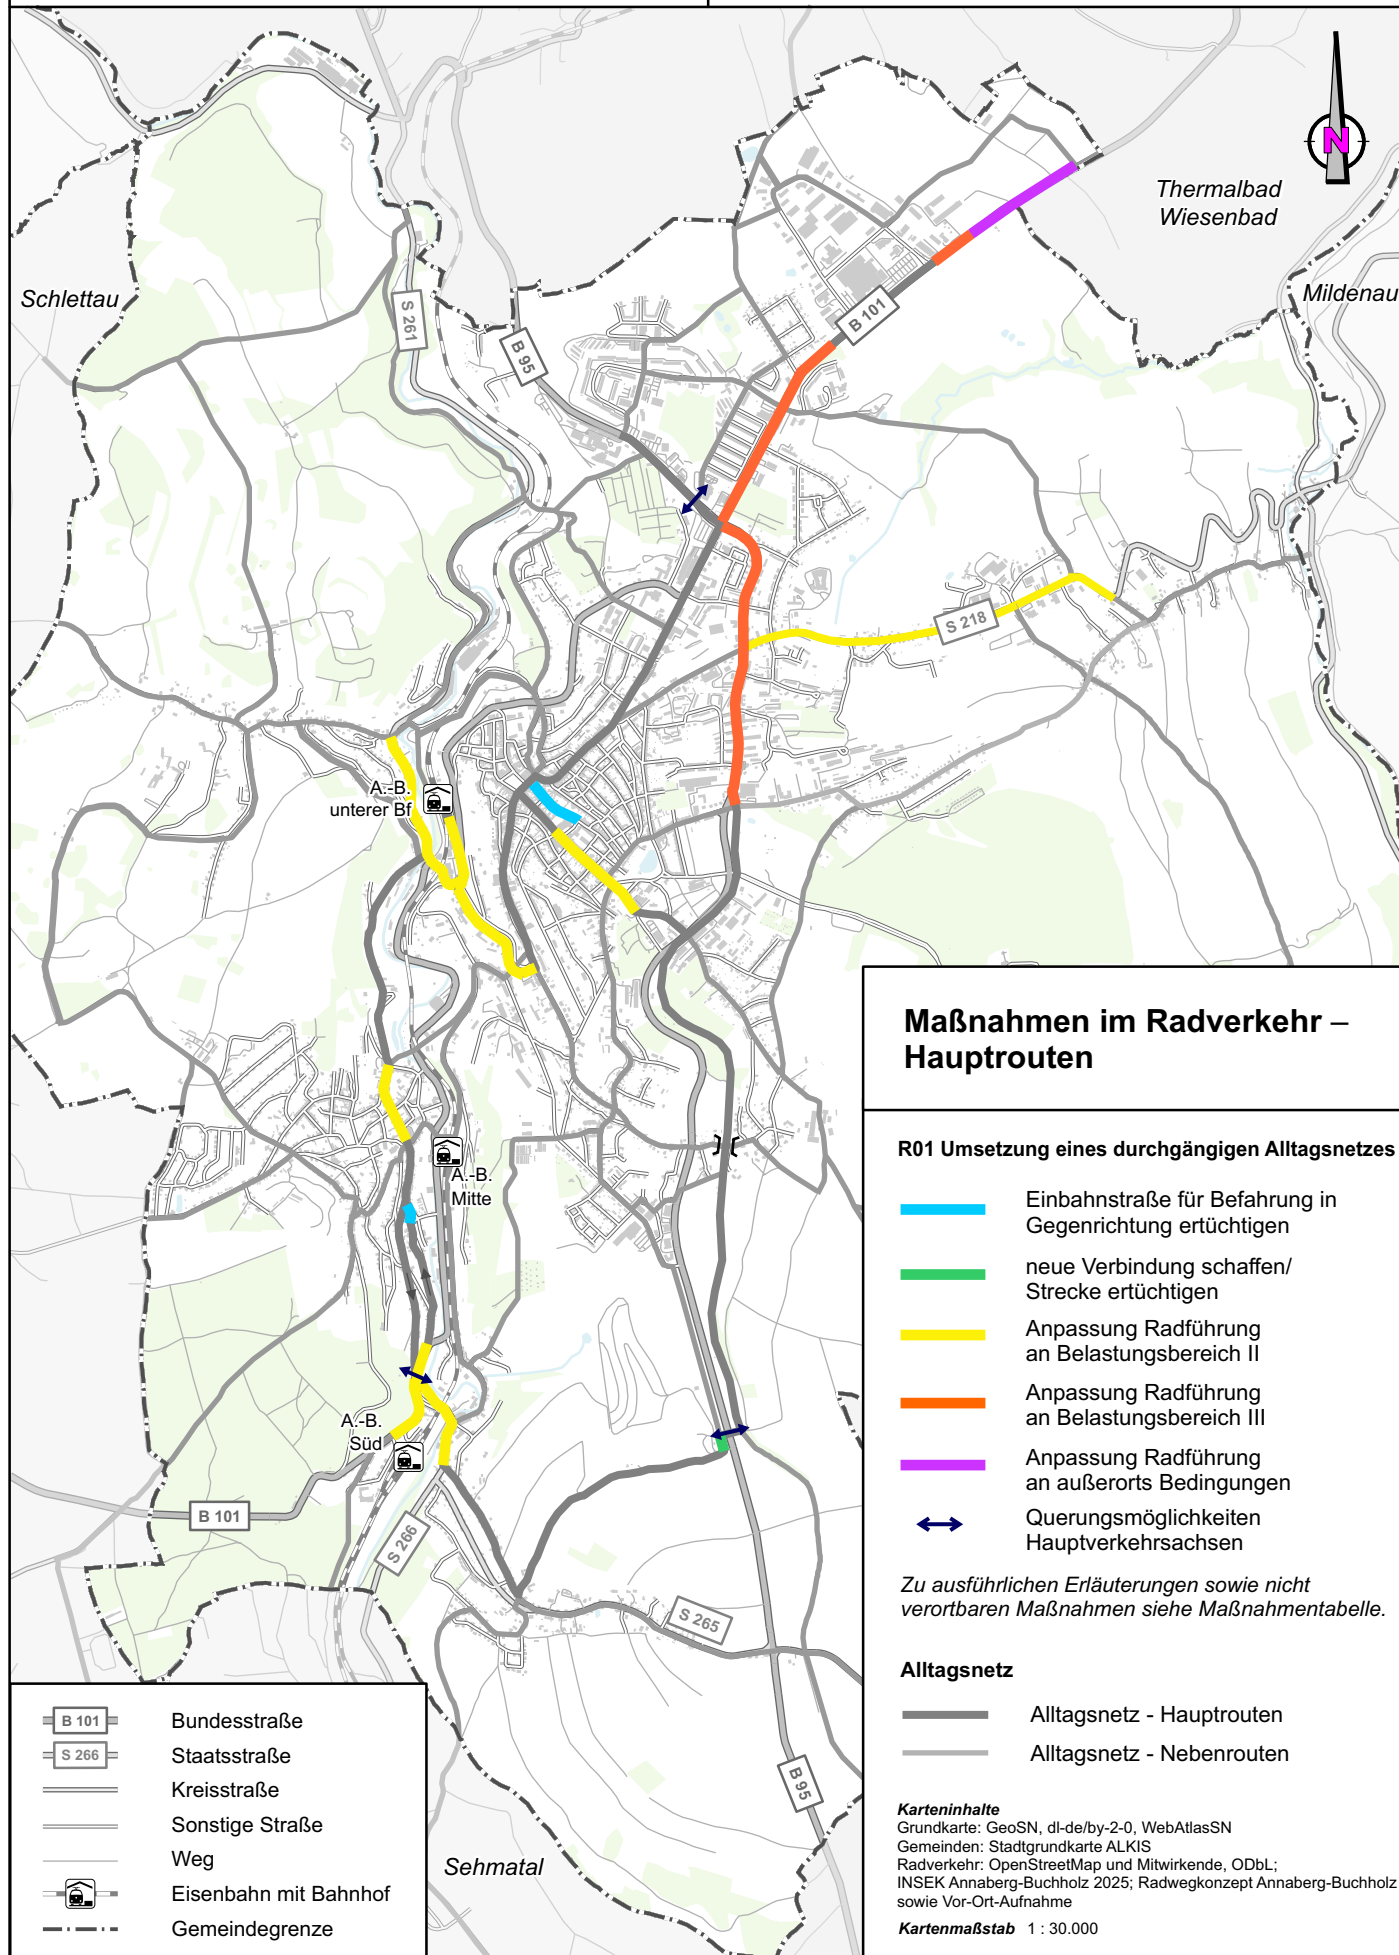 N
Thermalbad
Wiesenbad
Schlettau
Mildenau
S 261
B 95
B 101
S 218
A.-B.
unterer Bf
A.-B.
Mitte
A.-B.
Süd
B 101
S 266
S 265
B 95
Sehmatal
Maßnahmen im Radverkehr –
Hauptrouten
R01 Umsetzung eines durchgängigen Alltagsnetzes
Einbahnstraße für Befahrung in
Gegenrichtung ertüchtigen
neue Verbindung schaffen/
Strecke ertüchtigen
Anpassung Radführung
an Belastungsbereich II
Anpassung Radführung
an Belastungsbereich III
Anpassung Radführung
an außerorts Bedingungen
Querungsmöglichkeiten
Hauptverkehrsachsen
Zu ausführlichen Erläuterungen sowie nicht
verortbaren Maßnahmen siehe Maßnahmentabelle.
Alltagsnetz
Alltagsnetz - Hauptrouten
Alltagsnetz - Nebenrouten
Karteninhalte
Grundkarte: GeoSN, dl-de/by-2-0, WebAtlasSN
Gemeinden: Stadtgrundkarte ALKIS
Radverkehr: OpenStreetMap und Mitwirkende, ODbL;
INSEK Annaberg-Buchholz 2025; Radwegkonzept Annaberg-Buchholz
sowie Vor-Ort-Aufnahme
Kartenmaßstab 1 : 30.000
B 101 Bundesstraße
S 266 Staatsstraße
Kreisstraße
Sonstige Straße
Weg
Eisenbahn mit Bahnhof
Gemeindegrenze